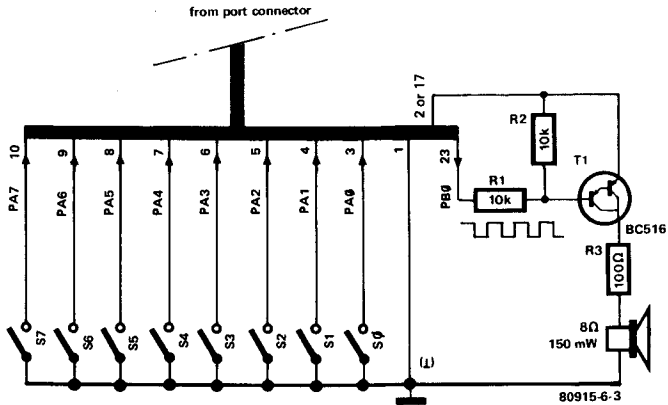 from port connector
2 or 17
10
9
8
7
6
5
4
3
1
23
PA7
PA6
PA5
PA4
PA3
PA2
PA1
PAØ
PBØ
R2
10k
T1
R1
10k
BC516
R3
100Ω
S7
S6
S5
S4
S3
S2
S1
SØ
(T)
8Ω
150 mW
80915-6-3